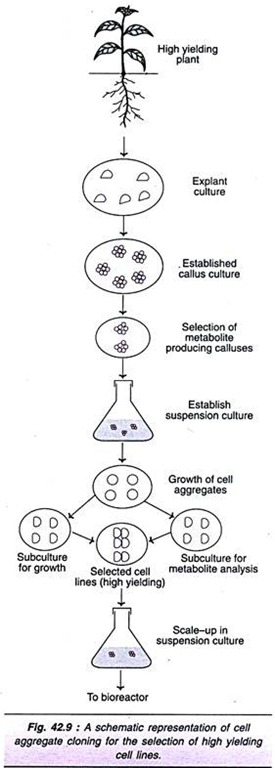 High yielding
plant
Explant
culture
.Established
callus culture
Selection of
metabolite
producing calluses
Establish
suspension culture
Growth of cell
aggregates
Subculture
for growth
Selected cell
lines (high yielding)
Subculture for
metabolite analysis
Scale–up in
suspension culture
To bioreactor
Fig. 42.9 : A schematic representation of cell
aggregate cloning for the selection of high yielding
cell lines.